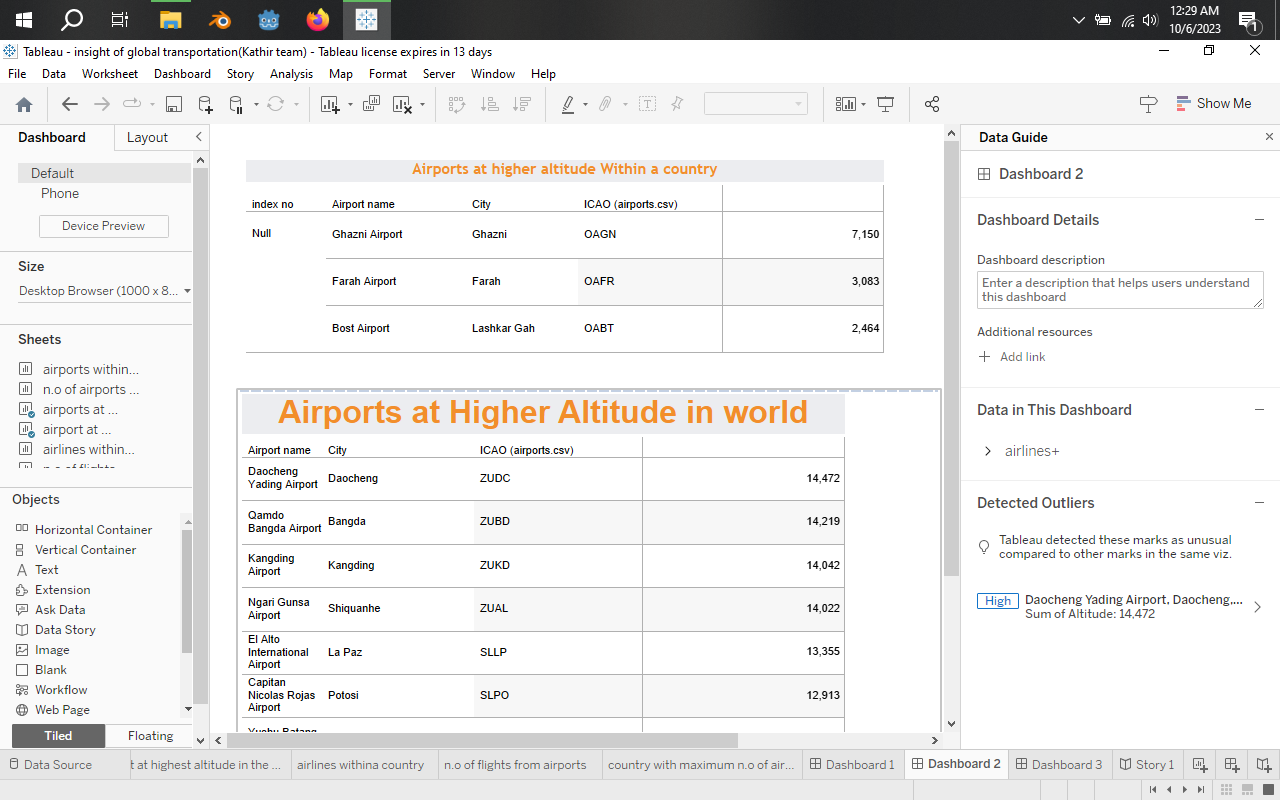 12:29 AM
10/6/2023
1
Tableau - insight of global transportation(Kathir team) - Tableau license expires in 13 days
File Data Worksheet Dashboard Story Analysis Map Format Server Window Help
Show Me
Dashboard Layout
Default
Phone
Device Preview
Size
Desktop Browser (1000 x 8...
Sheets
airports within...
n.o of airports ...
airports at ...
airport at ...
airlines within...
n.o of flights
Objects
Horizontal Container
Vertical Container
Text
Extension
Ask Data
Data Story
Image
Blank
Workflow
Web Page
Tiled Floating
Airports at higher altitude Within a country
index no Airport name City ICAO (airports.csv)
Null Ghazni Airport Ghazni OAGN 7,150
Farah Airport Farah OAFR 3,083
Bost Airport Lashkar Gah OABT 2,464
Airports at Higher Altitude in world
Airport name City ICAO (airports.csv)
Daocheng
Yading Airport Daocheng ZUDC 14,472
Qamdo
Bangda Airport Bangda ZUBD 14,219
Kangding
Airport Kangding ZUKD 14,042
Ngari Gunsa
Airport Shiquanhe ZUAL 14,022
El Alto
International
Airport La Paz SLLP 13,355
Capitan
Nicolas Rojas
Airport Potosi SLPO 12,913
Data Guide
Dashboard 2
Dashboard Details
Dashboard description
Enter a description that helps users understand
this dashboard
Additional resources
Add link
Data in This Dashboard
airlines+
Detected Outliers
Tableau detected these marks as unusual
compared to other marks in the same viz.
High Daocheng Yading Airport, Daocheng,...
Sum of Altitude: 14,472
Data Source t at highest altitude in the ... airlines withina country n.o of flights from airports country with maximum n.o of air... Dashboard 1 Dashboard 2 Dashboard 3 Story 1